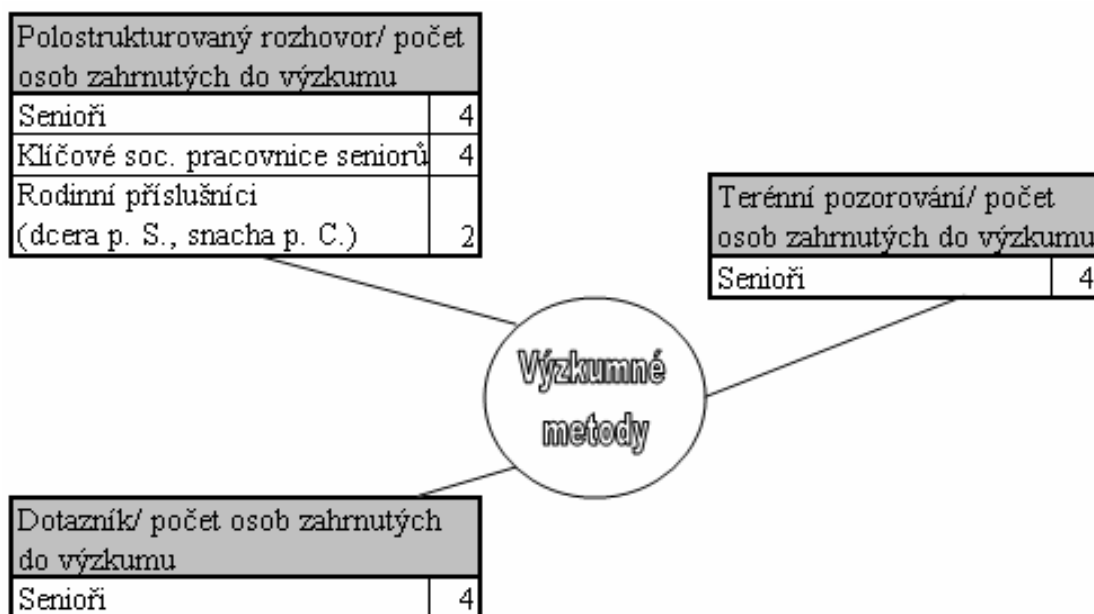 Polostrukturovaný rozhovor/ počet
osob zahrnutých do výzkumu
Senioři 4
Klíčové soc. pracovnice seniorů 4
Rodinní příslušníci
(dcera p. S., snacha p. C.) 2
Terénní pozorování/ počet
osob zahrnutých do výzkumu
Senioři 4
Výzkumné
metody
Dotazník/ počet osob zahrnutých
do výzkumu
Senioři 4